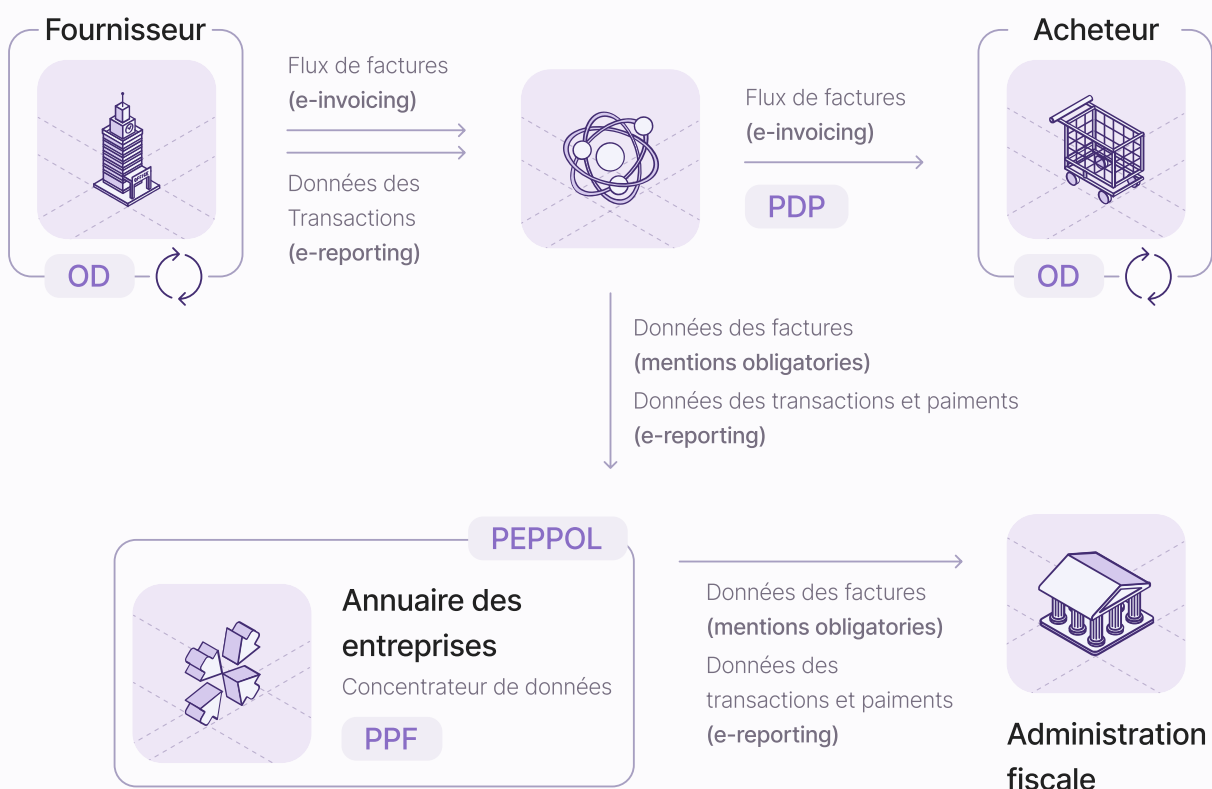 Fournisseur
OD
Flux de factures
(e-invoicing)
Données des
Transactions
(e-reporting)
Flux de factures
(e-invoicing)
PDP
Acheteur
OD
Données des factures
(mentions obligatories)
Données des transactions et paiments
(e-reporting)
PEPPOL
Annuaire des
entreprises
Concentrateur de données
PPF
Données des factures
(mentions obligatories)
Données des
transactions et paiments
(e-reporting)
Administration
fiscale